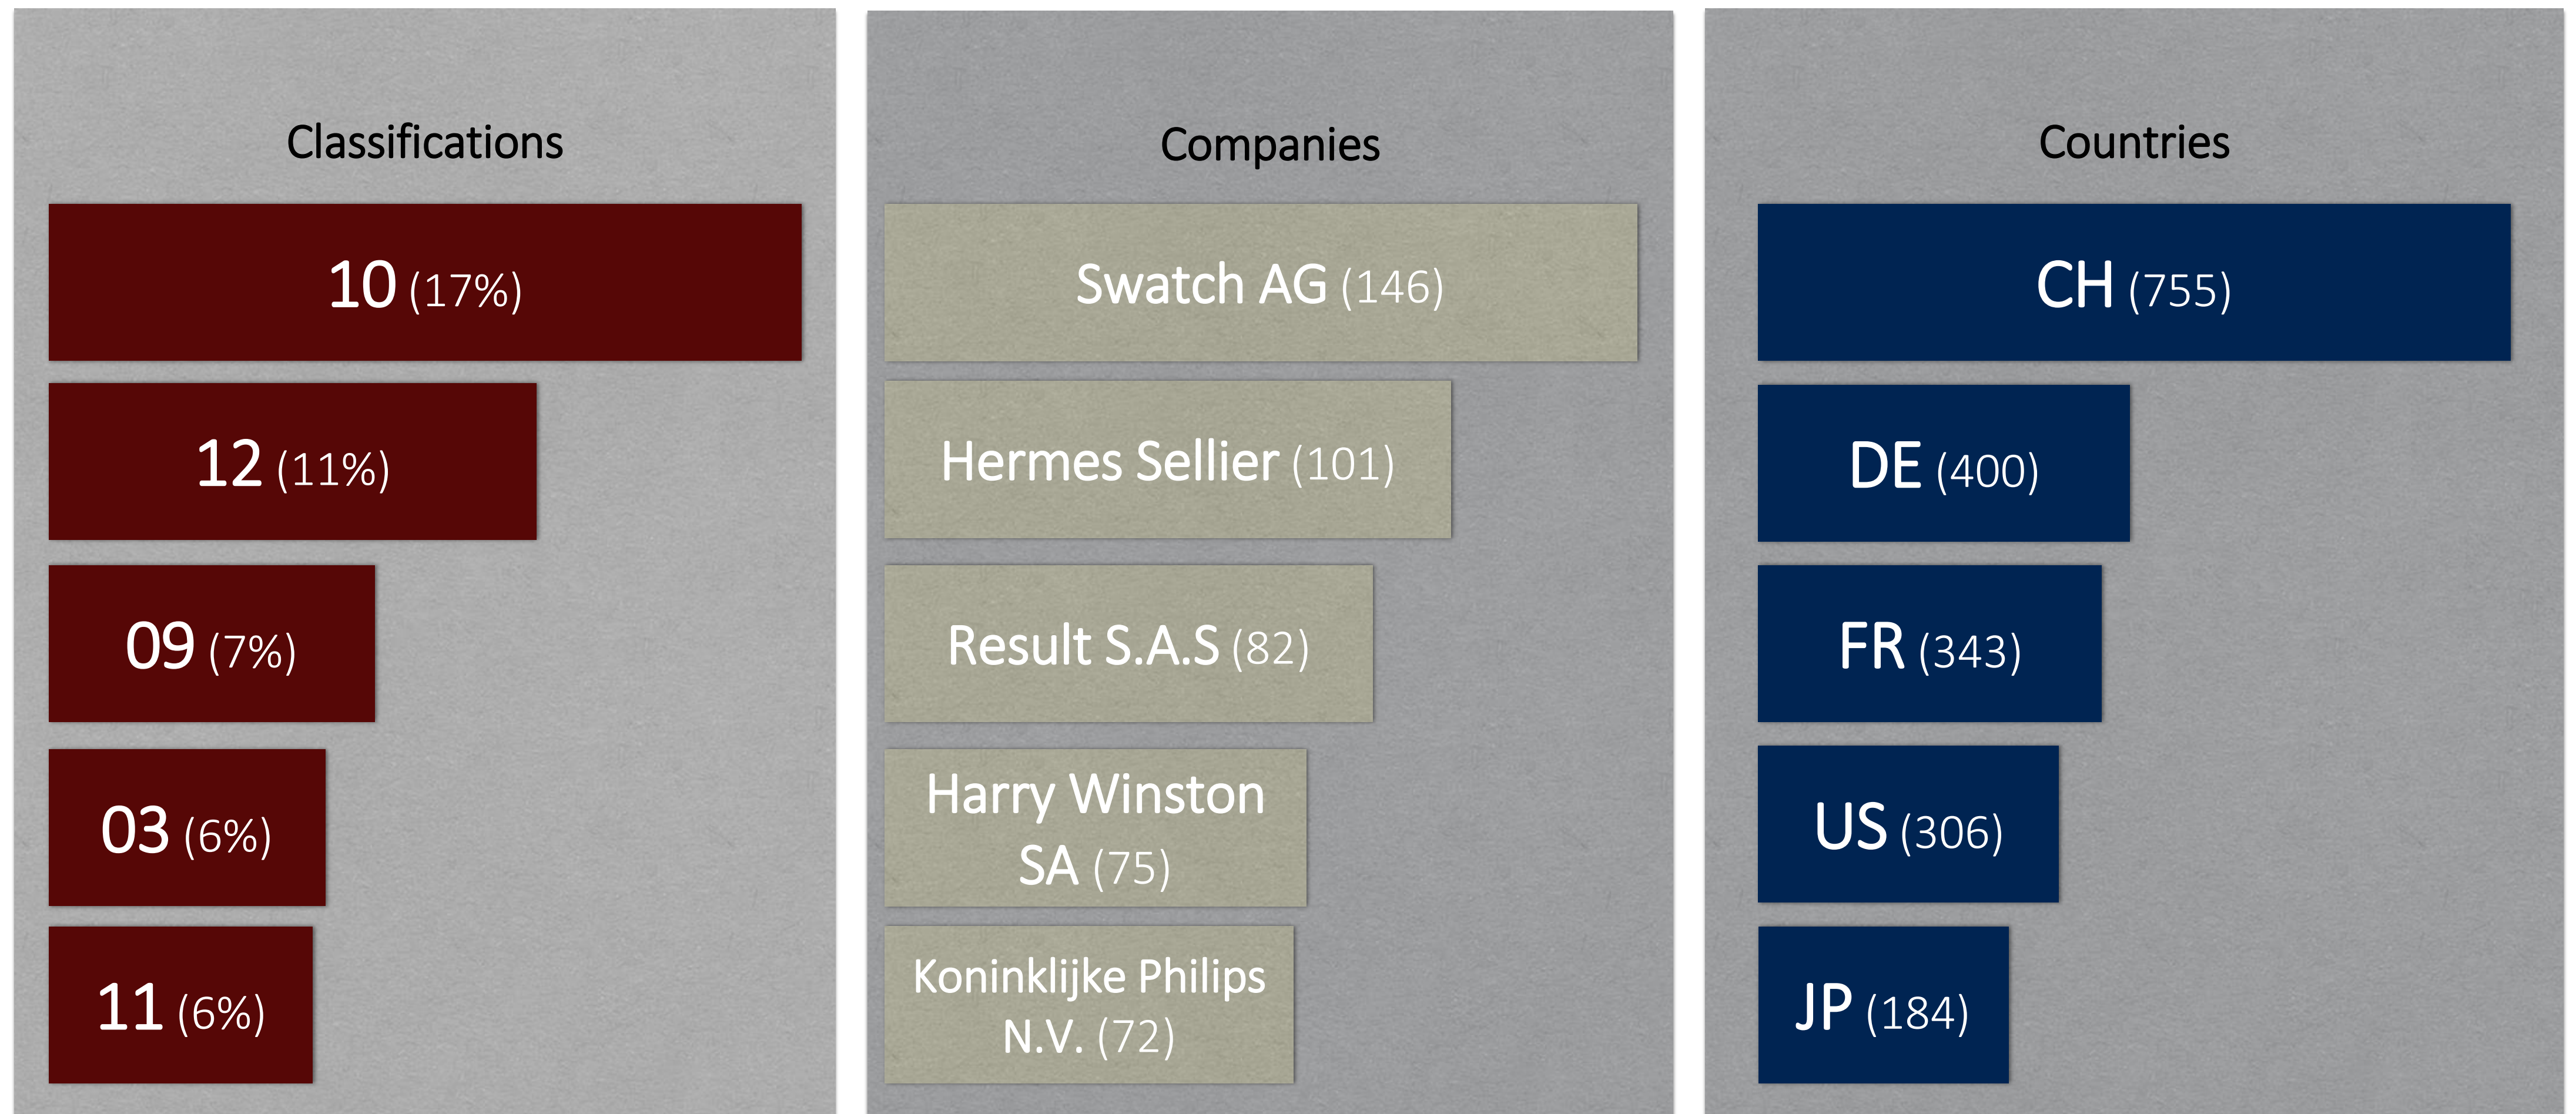 Classifications
10 (17%)
12 (11%)
09 (7%)
03 (6%)
11 (6%)
Companies
Swatch AG (146)
Hermes Sellier (101)
Result S.A.S (82)
Harry Winston
SA (75)
Koninklijke Philips
N.V. (72)
Countries
CH (755)
DE (400)
FR (343)
US (306)
JP (184)